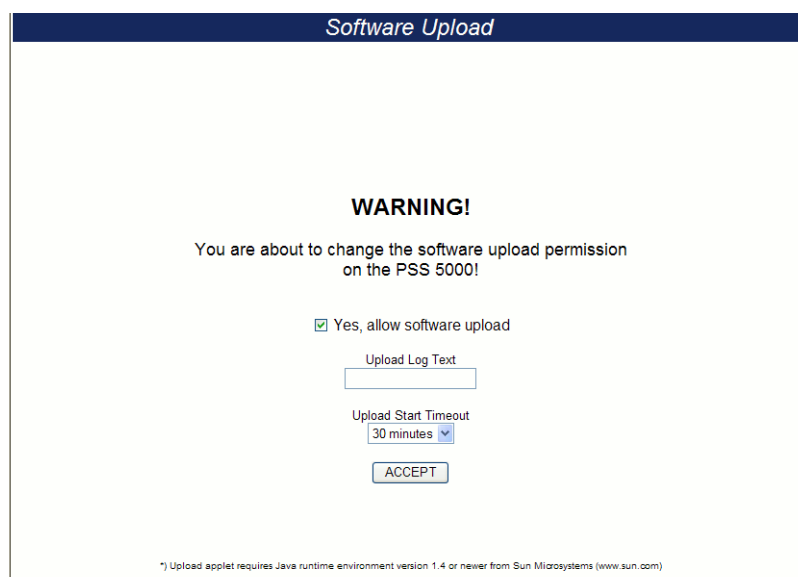 Software Upload
WARNING!
You are about to change the software upload permission
on the PSS 5000!
Yes, allow software upload
Upload Log Text
Upload Start Timeout
30 minutes
ACCEPT
*) Upload applet requires Java runtime environment version 1.4 or newer from Sun Microsystems (www.sun.com)